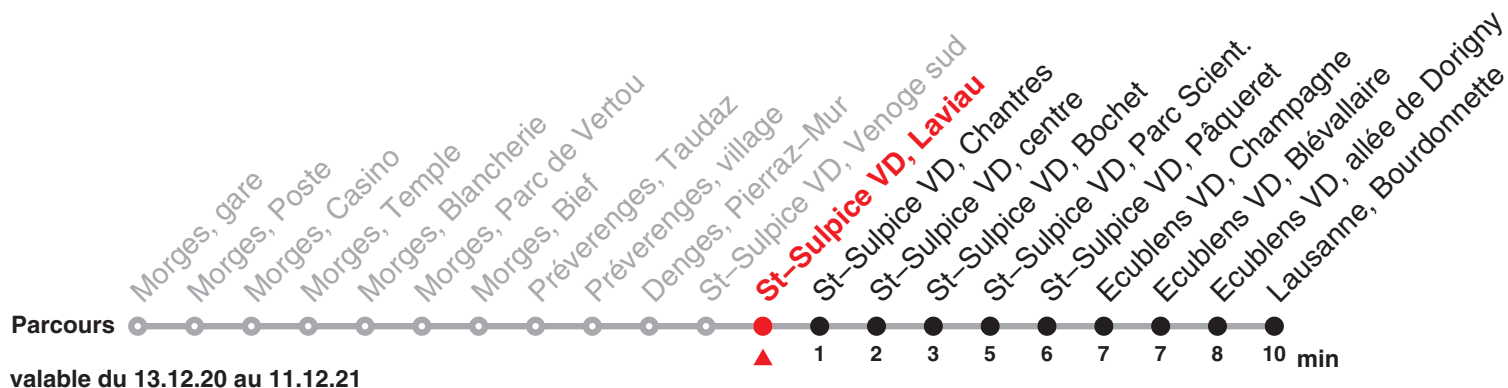 Morges, gare
Morges, Poste
Morges, Casino
Morges, Temple
Morges, Blancherie
Morges, Parc de Vertou
Morges, Bief
Préverenges, Taudaz
Préverenges, village
Denges, Pierraz–Mur
St–Sulpice VD, Venoge sud
St–Sulpice VD, Laviau
St–Sulpice VD, Chantres
St–Sulpice VD, centre
St–Sulpice VD, Bochet
St–Sulpice VD, Parc Scient.
St–Sulpice VD, Pâqueret
Ecublens VD, Champagne
Ecublens VD, Blévallaire
Ecublens VD, allée de Dorigny
Lausanne, Bourdonnette
Parcours
1 2 3 5 6 7 7 8 10 min
valable du 13.12.20 au 11.12.21